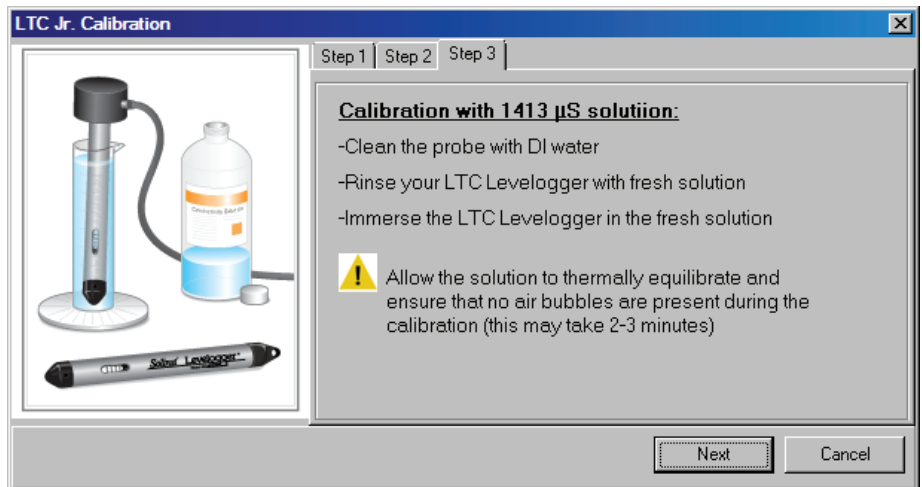 LTC Jr. Calibration
Step 1 Step 2 Step 3
Calibration with 1413 µS solutiion:
-Clean the probe with DI water
-Rinse your LTC Levelogger with fresh solution
-Immerse the LTC Levelogger in the fresh solution
Allow the solution to thermally equilibrate and
ensure that no air bubbles are present during the
calibration (this may take 2-3 minutes)
Solinst Levelogger
Next Cancel